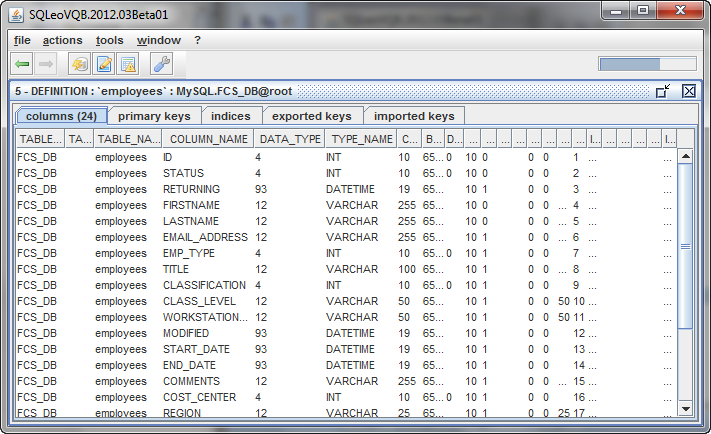 SQLeoVQB.2012.03Beta01
file actions tools window ?
5 - DEFINITION : `employees` : MySQL.FCS_DB@root
columns (24) primary keys indices exported keys imported keys
TABLE... TA... TABLE_NA... COLUMN_NAME DATA_TYPE TYPE_NAME C... B... D... ... ... ... ... ... ... ... I... ... ... ... ... I...
FCS_DB employees ID 4 INT 10 65... 0 10 0 0 0 1 ... ...
FCS_DB employees STATUS 4 INT 10 65... 0 10 0 0 0 2 ... ...
FCS_DB employees RETURNING 93 DATETIME 19 65... 10 1 0 0 3 ... ...
FCS_DB employees FIRSTNAME 12 VARCHAR 255 65... 10 0 0 0 ... 4 ... ...
FCS_DB employees LASTNAME 12 VARCHAR 255 65... 10 0 0 0 ... 5 ... ...
FCS_DB employees EMAIL_ADDRESS 12 VARCHAR 255 65... 10 1 0 0 ... 6 ... ...
FCS_DB employees EMP_TYPE 4 INT 10 65... 0 10 1 0 0 7 ... ...
FCS_DB employees TITLE 12 VARCHAR 100 65... 10 1 0 0 ... 8 ... ...
FCS_DB employees CLASSIFICATION 4 INT 10 65... 0 10 1 0 0 9 ... ...
FCS_DB employees CLASS_LEVEL 12 VARCHAR 50 65... 10 1 0 0 50 10 ... ...
FCS_DB employees WORKSTATION... 12 VARCHAR 50 65... 10 1 0 0 50 11 ... ...
FCS_DB employees MODIFIED 93 DATETIME 19 65... 10 1 0 0 12 ... ...
FCS_DB employees START_DATE 93 DATETIME 19 65... 10 1 0 0 13 ... ...
FCS_DB employees END_DATE 93 DATETIME 19 65... 10 1 0 0 14 ... ...
FCS_DB employees COMMENTS 12 VARCHAR 255 65... 10 1 0 0 ... 15 ... ...
FCS_DB employees COST_CENTER 4 INT 10 65... 0 10 1 0 0 16 ... ...
FCS_DB employees REGION 12 VARCHAR 25 65... 10 1 0 0 25 17 ... ...